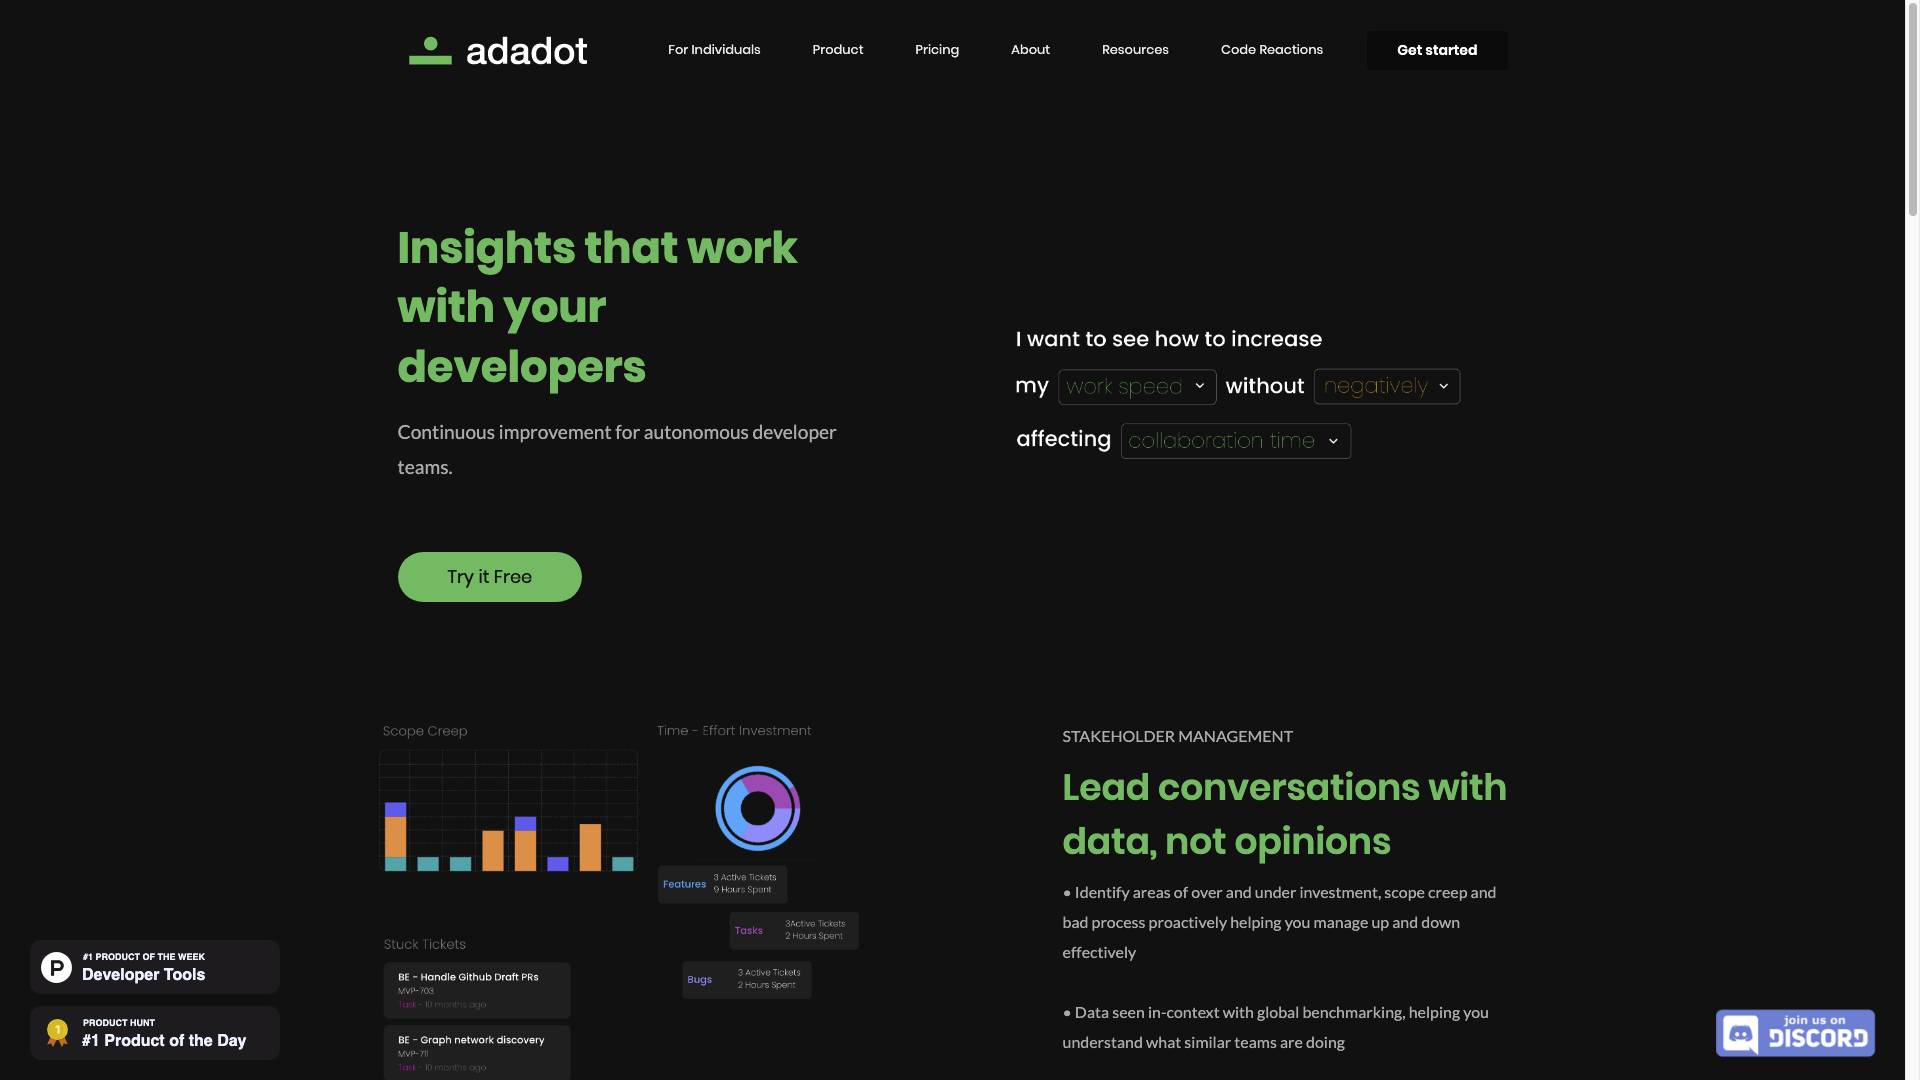 adadot
For Individuals
Product
Pricing
About
Resources
Code Reactions
Get started
Insights that work
with your
developers
Continuous improvement for autonomous developer
teams.
Try it Free
I want to see how to increase
my work speed without negatively
affecting collaboration time
Scope Creep
Time - Effort Investment
Features
3 Active Tickets
9 Hours Spent
Tasks
3Active Tickets
2 Hours Spent
Bugs
3 Active Tickets
2 Hours Spent
Stuck Tickets
BE - Handle Github Draft PRs
MVP-703
Task - 10 months ago
BE - Graph network discovery
MVP-711
Task - 10 months ago
STAKEHOLDER MANAGEMENT
Lead conversations with
data, not opinions
• Identify areas of over and under investment, scope creep and
bad process proactively helping you manage up and down
effectively
• Data seen in-context with global benchmarking, helping you
understand what similar teams are doing
P
#1 PRODUCT OF THE WEEK
Developer Tools
1
PRODUCT HUNT
#1 Product of the Day
join us on
DISCORD